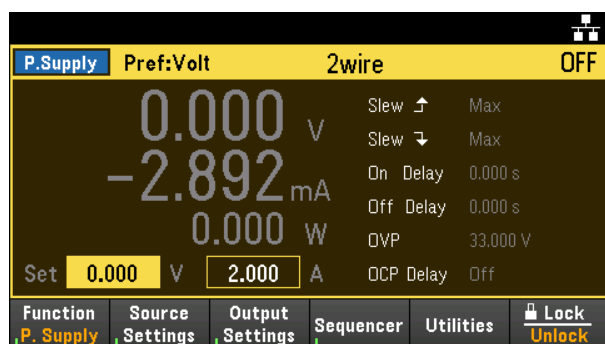 P.Supply Pref:Volt 2wire OFF
0.000 V
-2.892 mA
0.000 W
Set 0.000 V 2.000 A
Slew Max
Slew Max
On Delay 0.000 s
Off Delay 0.000 s
OVP 33.000 V
OCP Delay Off
Function P. Supply
Source Settings
Output Settings
Sequencer
Utilities
Lock
Unlock